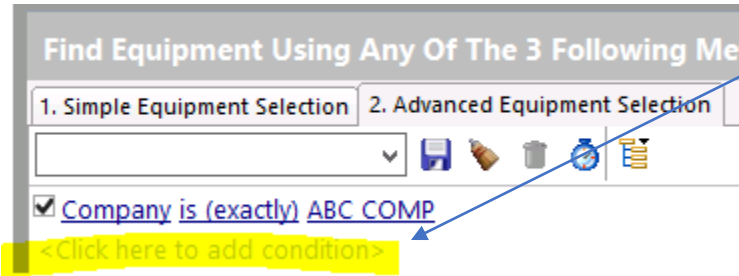 Find Equipment Using Any Of The 3 Following Me
1. Simple Equipment Selection 2. Advanced Equipment Selection
Company is (exactly) ABC COMP
<Click here to add condition>